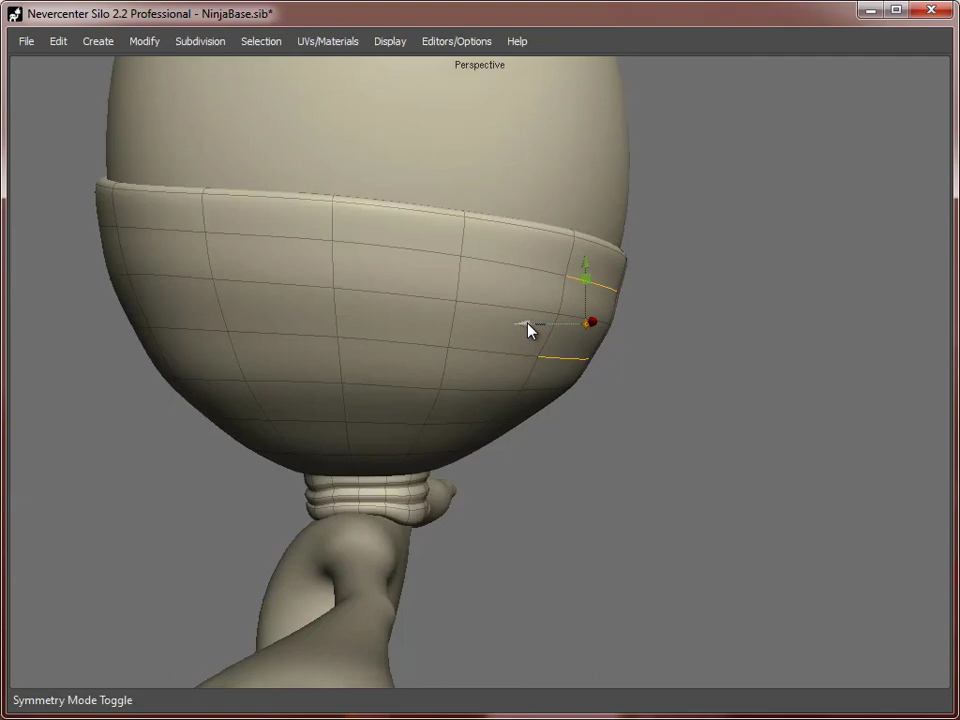 Nevercenter Silo 2.2 Professional - NinjaBase.sib*
File Edit Create Modify Subdivision Selection UVs/Materials Display Editors/Options Help
Perspective
Symmetry Mode Toggle